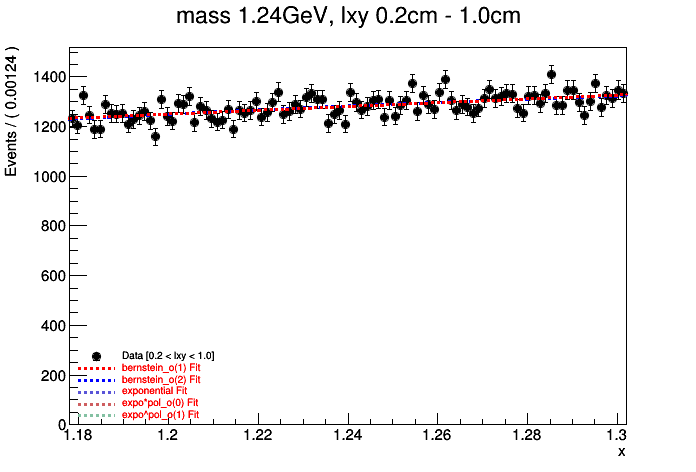 mass 1.24GeV, lxy 0.2cm - 1.0cm
Events / ( 0.00124 )
1400
1200
1000
800
600
400
200
0
Data [0.2 < lxy < 1.0]
bernstein_o(1) Fit
bernstein_o(2) Fit
exponential Fit
expo*pol_o(0) Fit
expo^pol_o(1) Fit
1.18 1.2 1.22 1.24 1.26 1.28 1.3
x